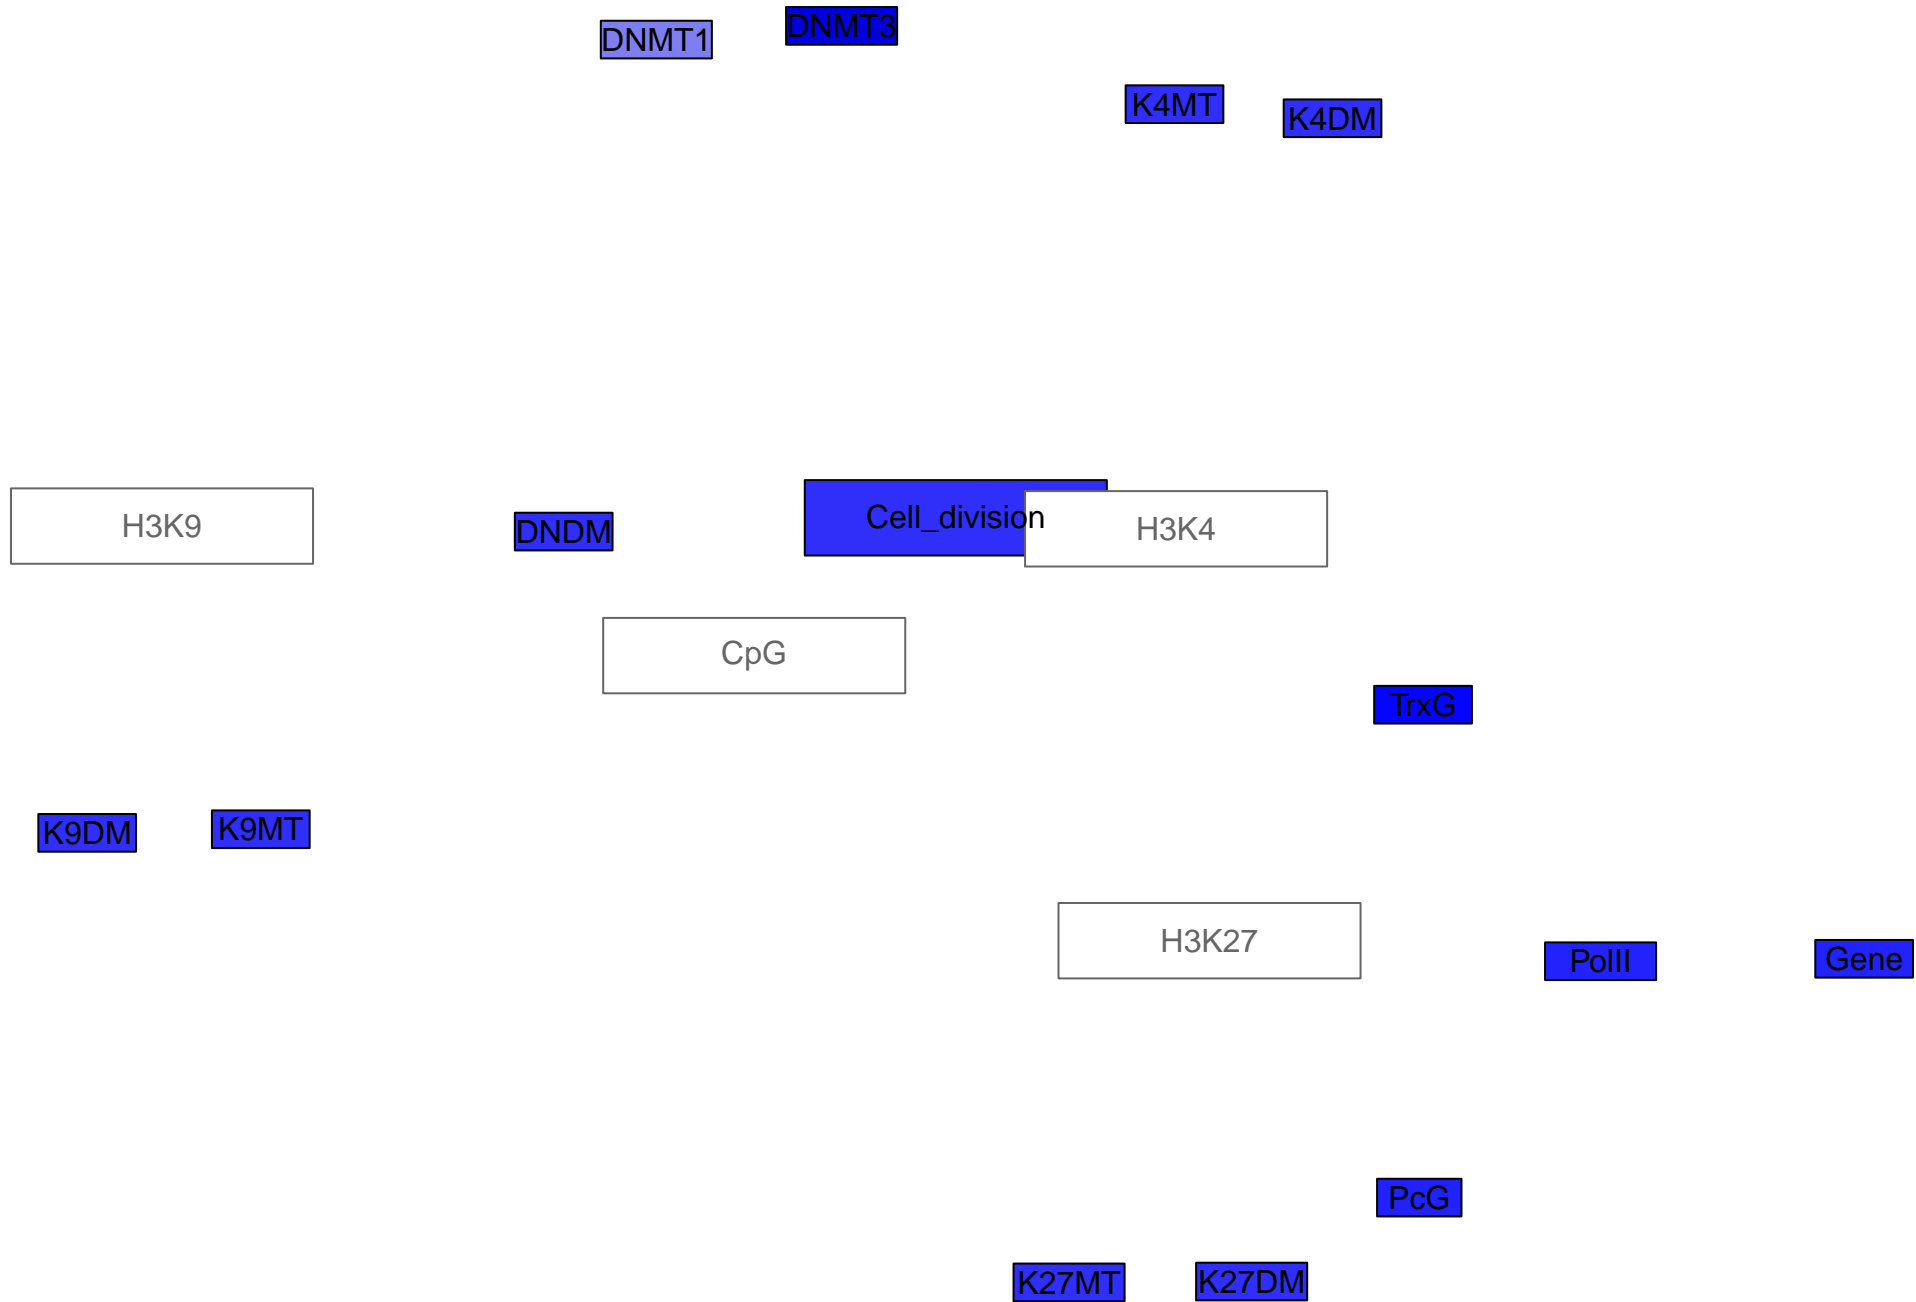 DNMT1
DNMT3
K4MT
K4DM
H3K9
DNDM
Cell_division
H3K4
CpG
TrxG
K9DM
K9MT
H3K27
PolII
Gene
PcG
K27MT
K27DM